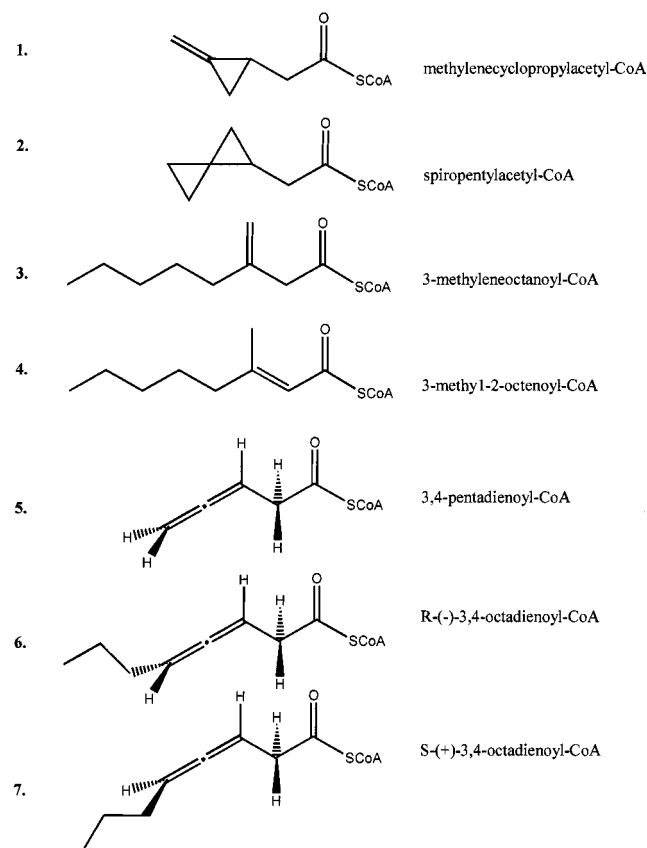 O
1. SCoA methylenecyclopropylacetyl-CoA
O
2. SCoA spiropentylacetyl-CoA
O
3. SCoA 3-methyleneoctanoyl-CoA
O
4. SCoA 3-methy1-2-octenoyl-CoA
H H O
5. SCoA 3,4-pentadienoyl-CoA
H H H
H H O
6. SCoA R-(-)-3,4-octadienoyl-CoA
H H
H H O
7. H SCoA S-(+)-3,4-octadienoyl-CoA
H